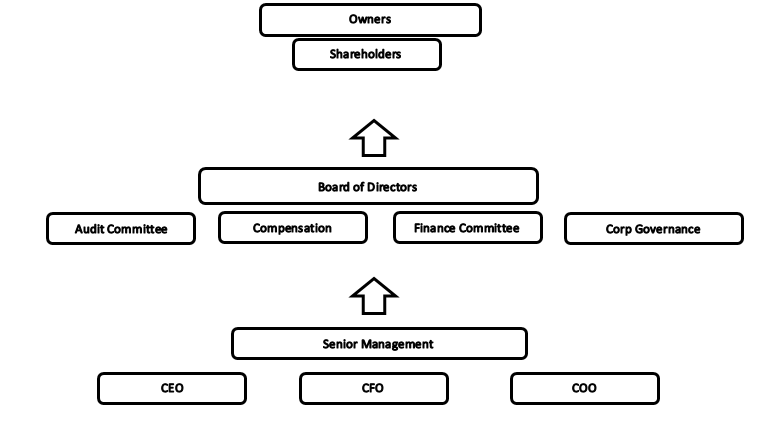 Owners
Shareholders
Board of Directors
Audit Committee
Compensation
Finance Committee
Corp Governance
Senior Management
CEO
CFO
COO